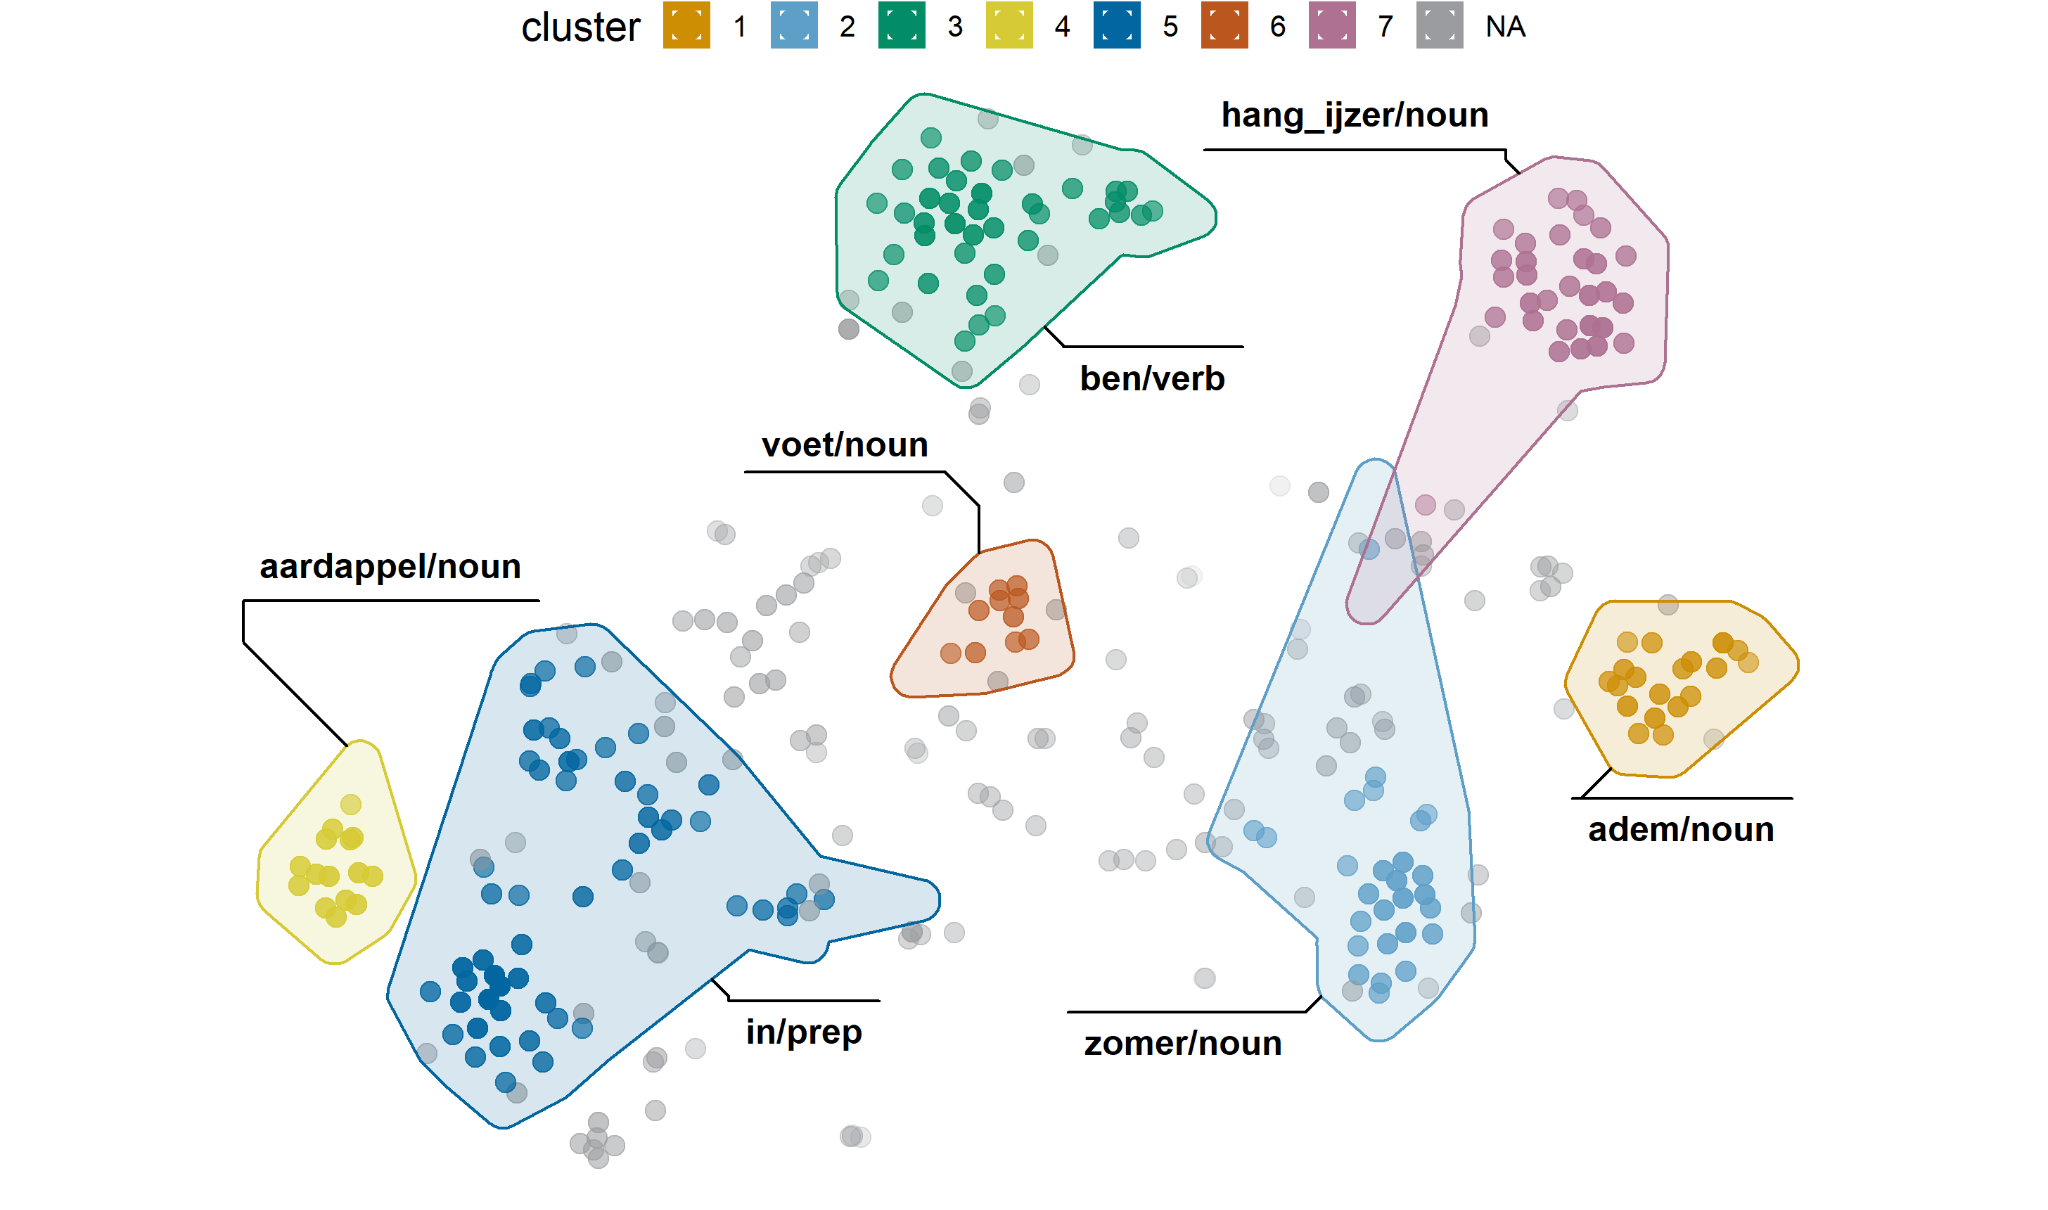 cluster 1 2 3 4 5 6 7 NA
hang_ijzer/noun
ben/verb
voet/noun
aardappel/noun
adem/noun
in/prep
zomer/noun